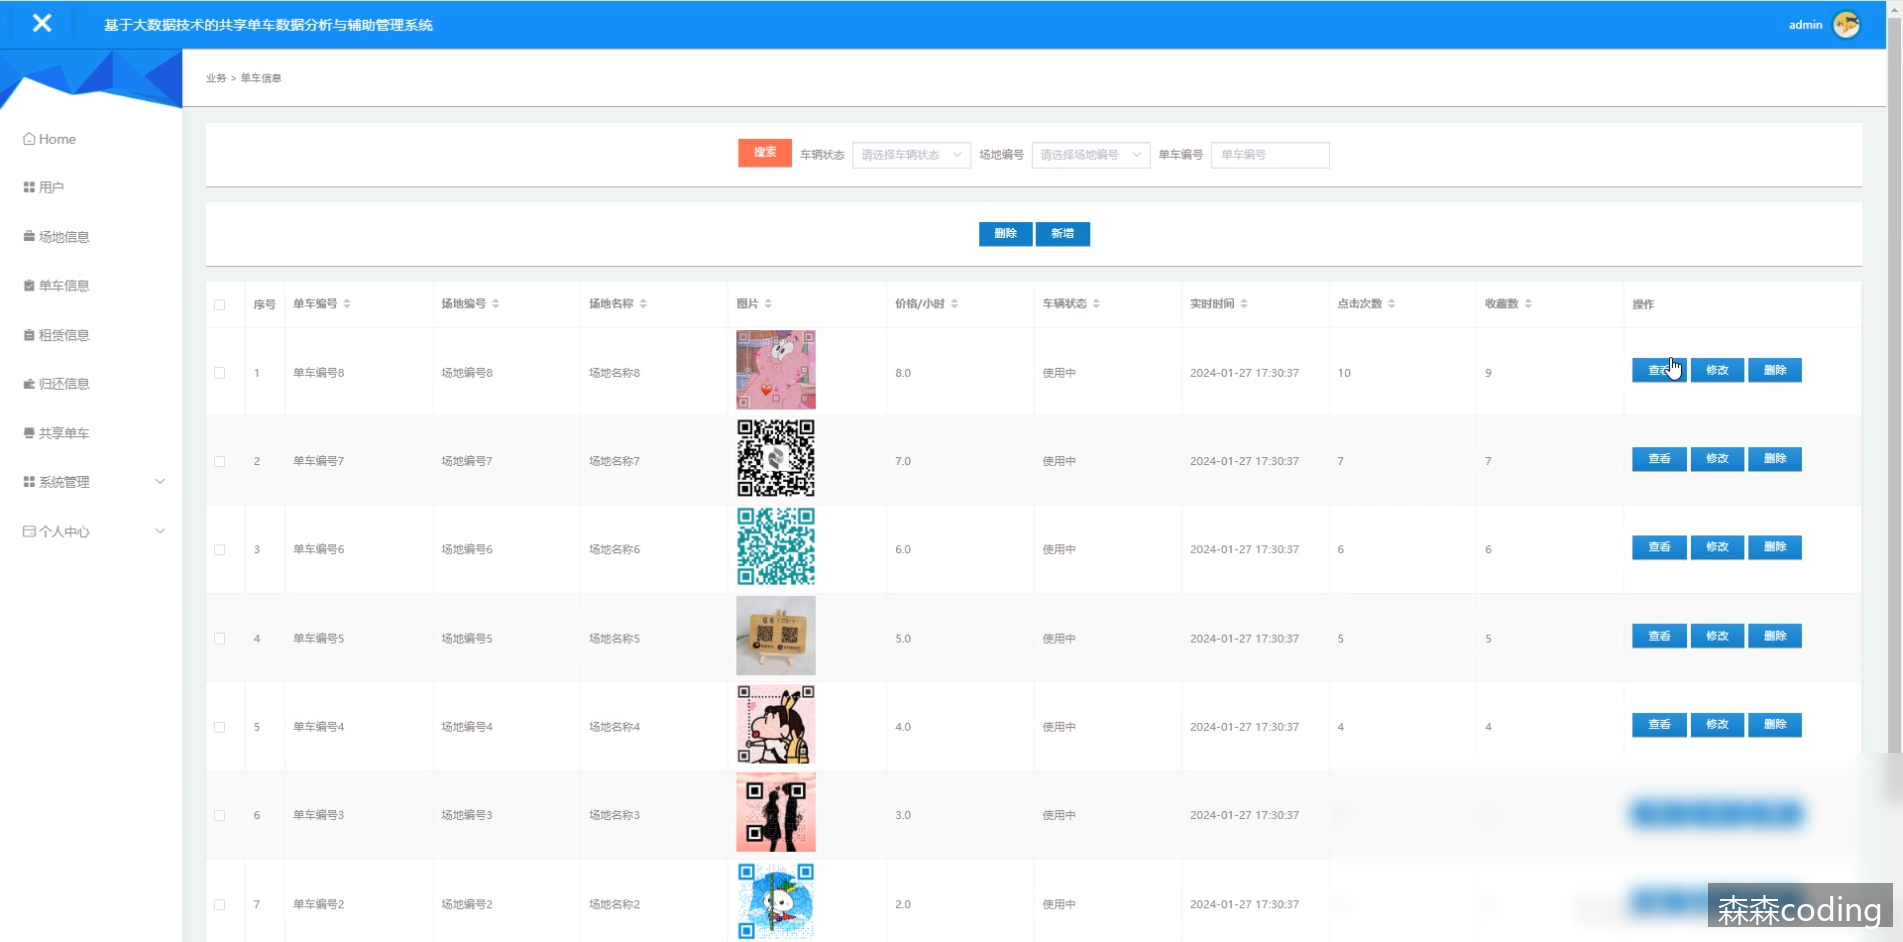 基于大数据技术的共享单车数据分析与辅助管理系统
admin
业务 > 单车信息
Home
用户
场地信息
单车信息
租赁信息
归还信息
共享单车
系统管理
个人中心
搜索 车辆状态 请选择车辆状态 场地编号 请选择场地编号 单车编号 单车编号
删除 新增
序号 单车编号 场地编号 场地名称 图片 价格/小时 车辆状态 实时时间 点击次数 收藏数 操作
1 单车编号8 场地编号8 场地名称8 8.0 使用中 2024-01-27 17:30:37 10 9 查看 修改 删除
2 单车编号7 场地编号7 场地名称7 7.0 使用中 2024-01-27 17:30:37 7 7 查看 修改 删除
3 单车编号6 场地编号6 场地名称6 6.0 使用中 2024-01-27 17:30:37 6 6 查看 修改 删除
4 单车编号5 场地编号5 场地名称5 5.0 使用中 2024-01-27 17:30:37 5 5 查看 修改 删除
5 单车编号4 场地编号4 场地名称4 4.0 使用中 2024-01-27 17:30:37 4 4 查看 修改 删除
6 单车编号3 场地编号3 场地名称3 3.0 使用中 2024-01-27 17:30:37
7 单车编号2 场地编号2 场地名称2 2.0 使用中 2024-01-27 17:30:37
森森coding